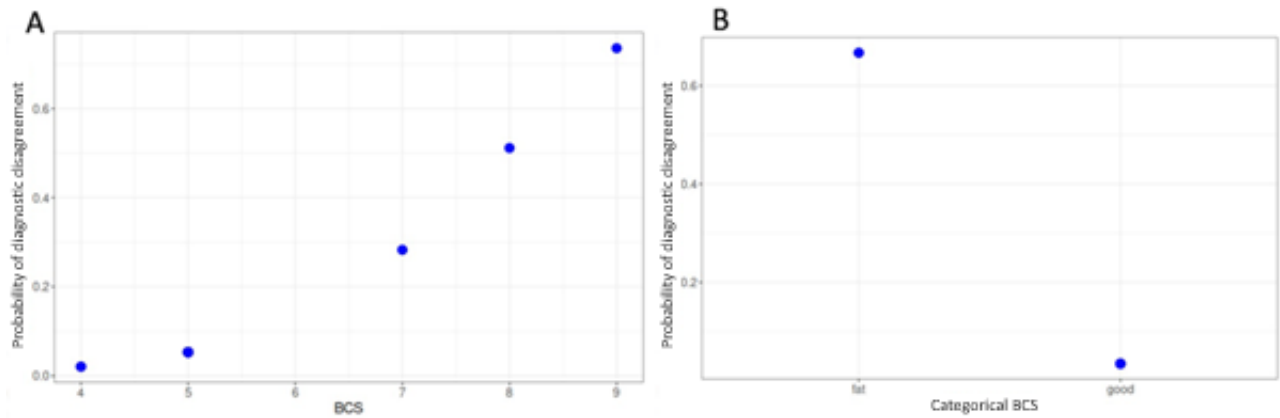 A
Probability of diagnostic disagreement
0.6
0.4
0.2
0.0
4 5 6 7 8 9
BCS
B
Probability of diagnostic disagreement
0.6
0.4
0.2
fat good
Categorical BCS